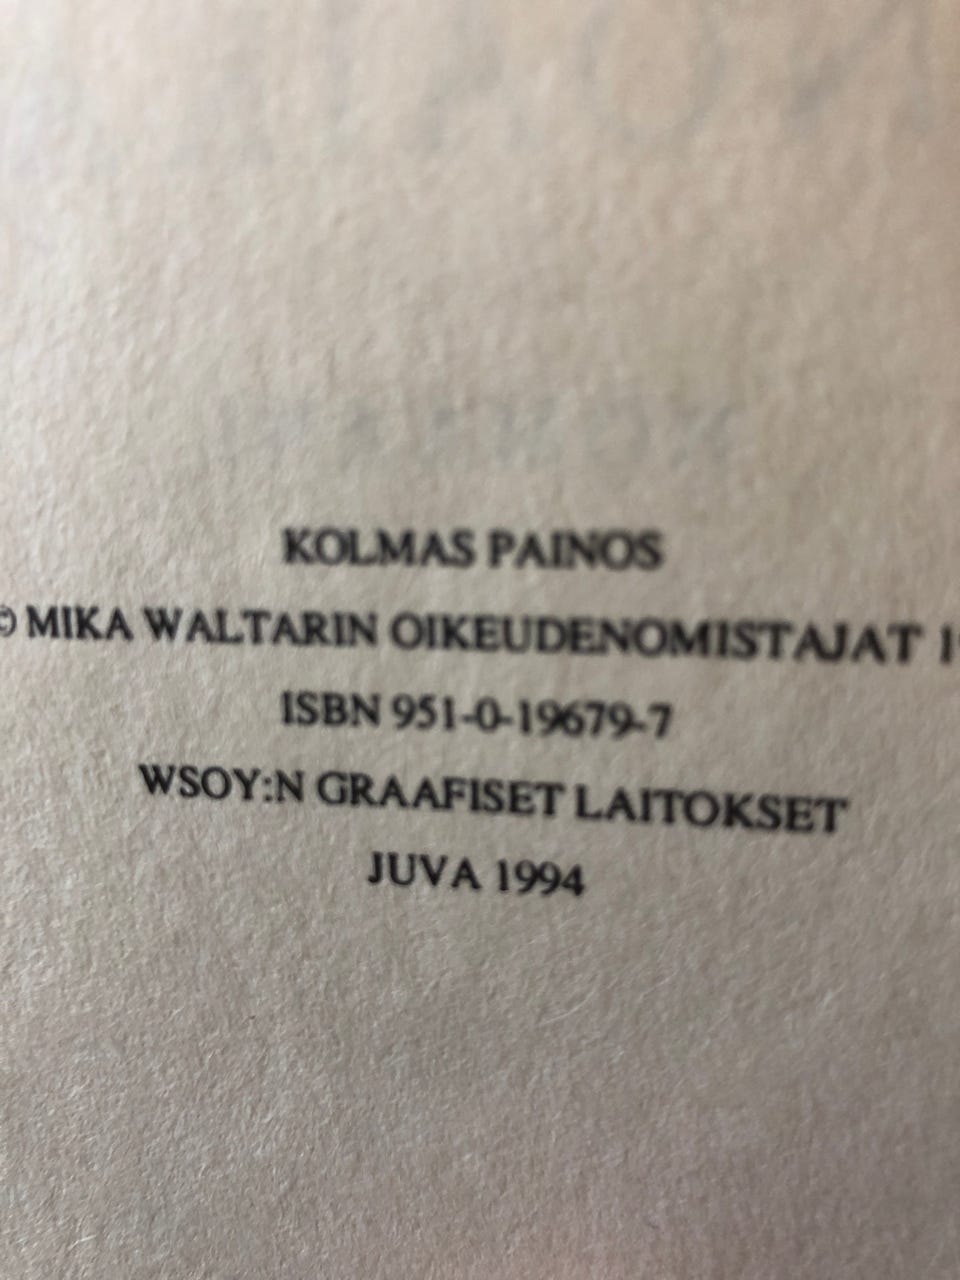 KOLMAS PAINOS
© MIKA WALTARIN OIKEUDENOMISTAJAT
ISBN 951-0-19679-7
WSOY:N GRAAFISET LAITOKSET
JUVA 1994